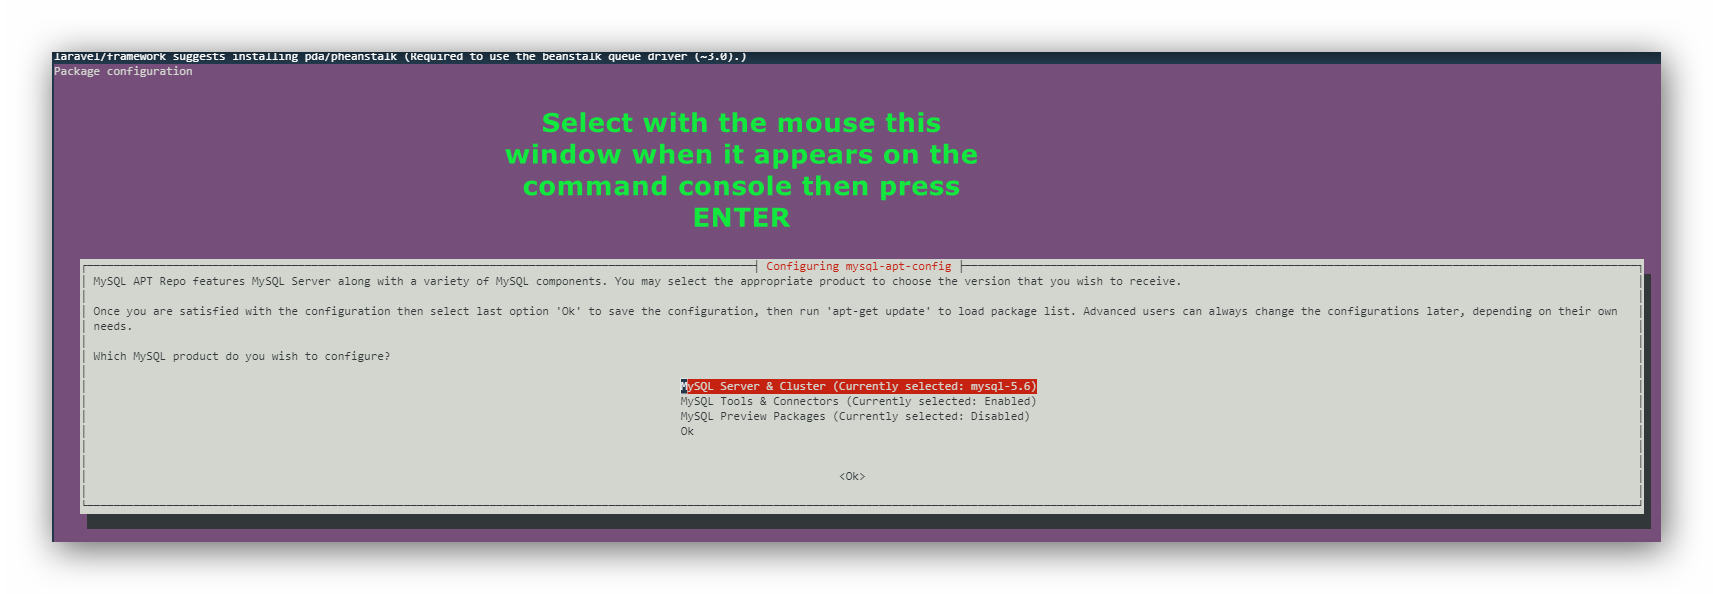 laravel/framework suggests installing pda/pheanstalk (Required to use the beanstalk queue driver (~3.0).)
Package configuration
Select with the mouse this
window when it appears on the
command console then press
ENTER
Configuring mysql-apt-config
MySQL APT Repo features MySQL Server along with a variety of MySQL components. You may select the appropriate product to choose the version that you wish to receive.
Once you are satisfied with the configuration then select last option 'Ok' to save the configuration, then run 'apt-get update' to load package list. Advanced users can always change the configurations later, depending on their own
needs.
Which MySQL product do you wish to configure?
MySQL Server & Cluster (Currently selected: mysql-5.6)
MySQL Tools & Connectors (Currently selected: Enabled)
MySQL Preview Packages (Currently selected: Disabled)
Ok
<Ok>